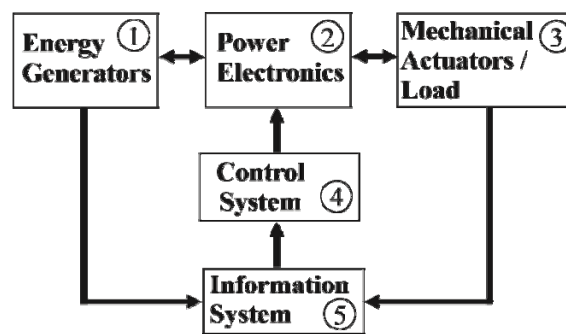 Energy ①
Generators
Power ②
Electronics
Mechanical ③
Actuators /
Load
Control
System ④
Information
System ⑤